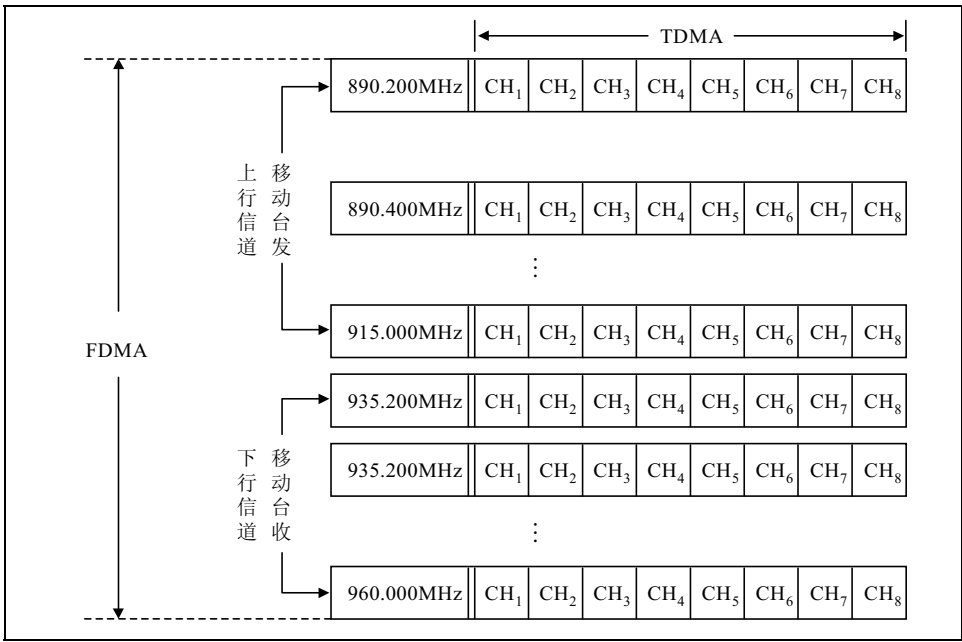 TDMA
890.200MHz CH₁ CH₂ CH₃ CH₄ CH₅ CH₆ CH₇ CH₈
上行信道
移动台发
890.400MHz CH₁ CH₂ CH₃ CH₄ CH₅ CH₆ CH₇ CH₈
⋮
915.000MHz CH₁ CH₂ CH₃ CH₄ CH₅ CH₆ CH₇ CH₈
FDMA
935.200MHz CH₁ CH₂ CH₃ CH₄ CH₅ CH₆ CH₇ CH₈
下行信道
移动台收
935.200MHz CH₁ CH₂ CH₃ CH₄ CH₅ CH₆ CH₇ CH₈
⋮
960.000MHz CH₁ CH₂ CH₃ CH₄ CH₅ CH₆ CH₇ CH₈